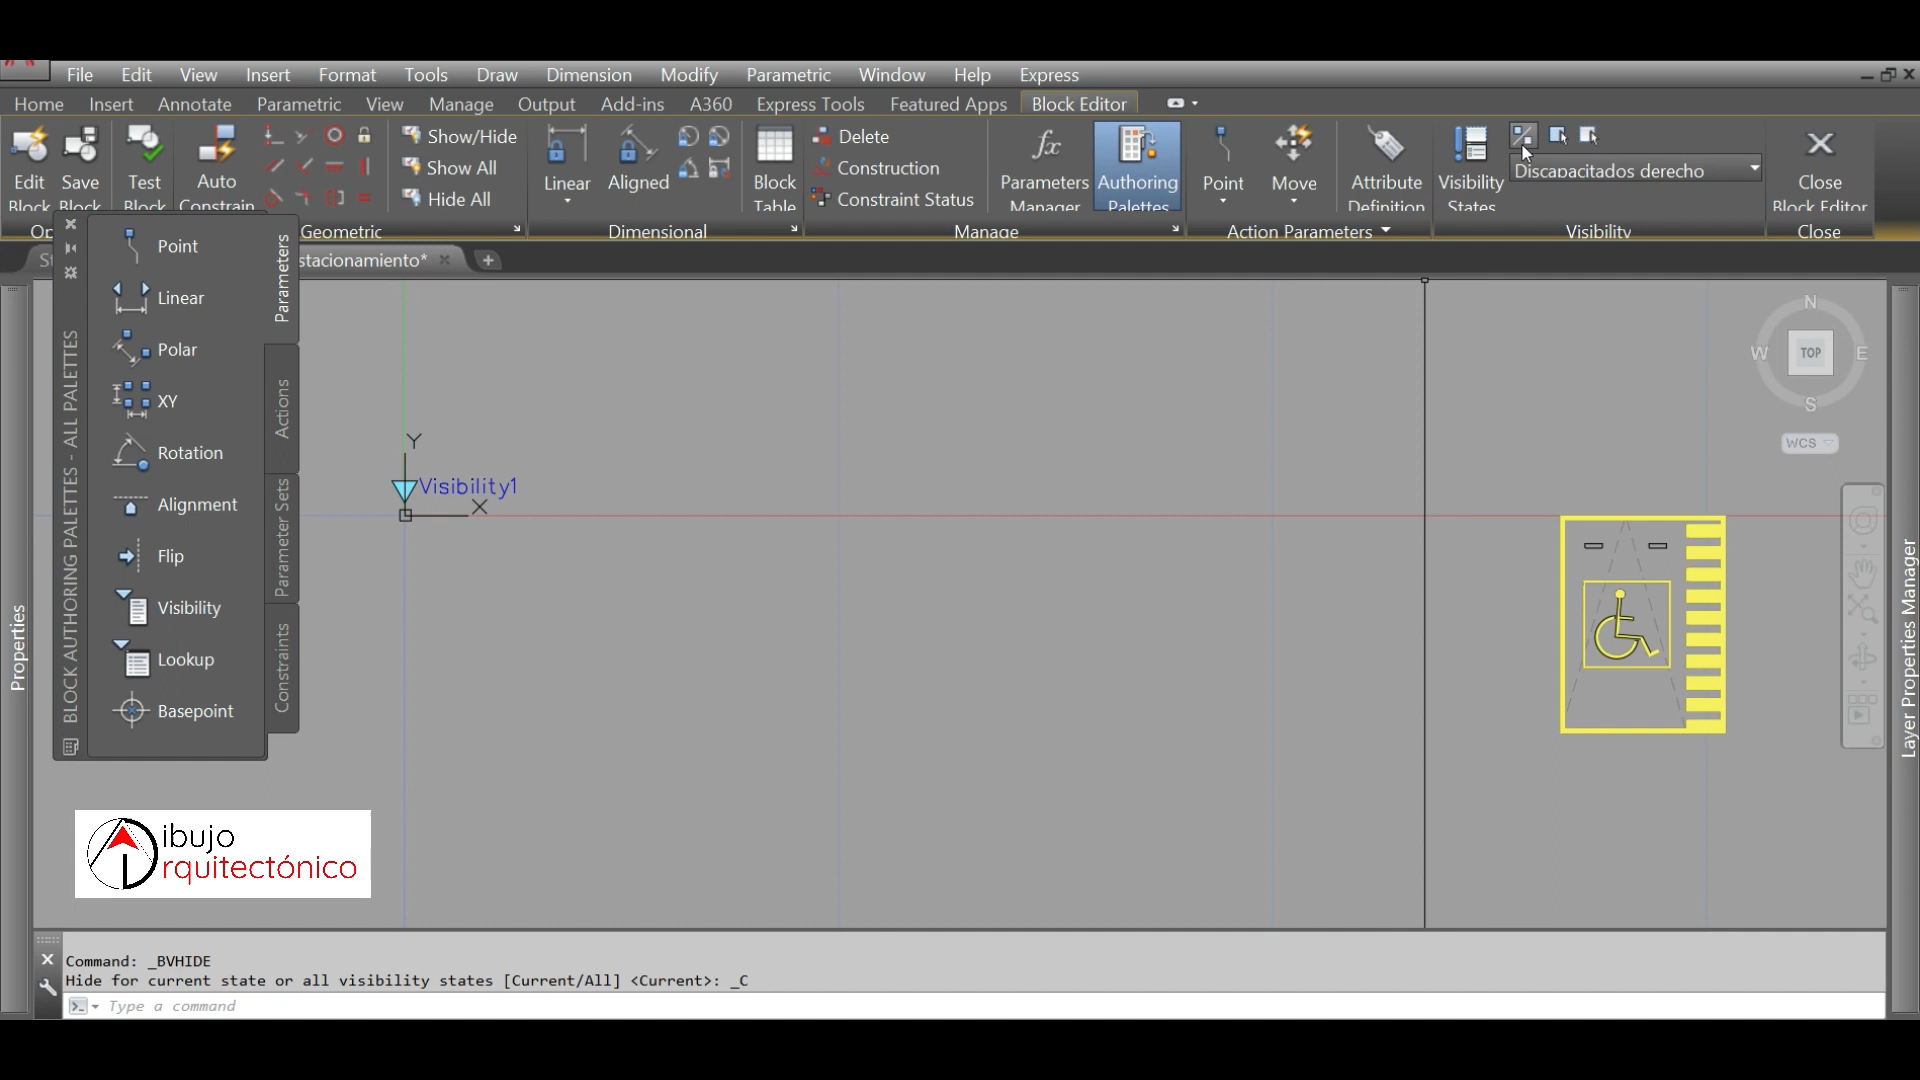 File Edit View Insert Format Tools Draw Dimension Modify Parametric Window Help Express
Home Insert Annotate Parametric View Manage Output Add-ins A360 Express Tools Featured Apps Block Editor
Edit Block
Save Block
Test Block
Auto Constrain
Show/Hide
Show All
Hide All
Linear
Aligned
Block Table
Delete
Construction
Constraint Status
Parameters Manager
Authoring Palettes
Point
Move
Attribute Definition
Visibility States
Discapacitados derecho
Close Block Editor
Geometric
Dimensional
Manage
Action Parameters
Visibility
Close
stacionamiento*
Point
Linear
Polar
XY
Rotation
Alignment
Flip
Visibility
Lookup
Basepoint
Parameters
Actions
Parameter Sets
Constraints
BLOCK AUTHORING PALETTES - ALL PALETTES
Properties
Layer Properties Manager
Y
Visibility1
X
N
W TOP E
S
WCS
ibujo
rquitectónico
Command: _BVHIDE
Hide for current state or all visibility states [Current/All] <Current>: _C
Type a command